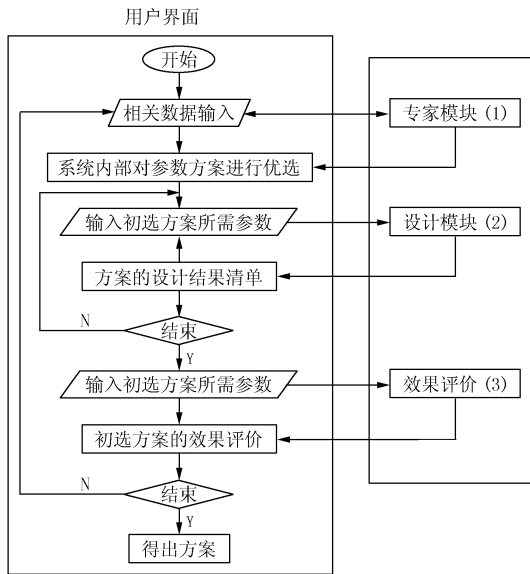 用户界面
开始
相关数据输入
专家模块(1)
系统内部对参数方案进行优选
输入初选方案所需参数
设计模块(2)
方案的设计结果清单
N
结束
Y
输入初选方案所需参数
效果评价(3)
初选方案的效果评价
N
结束
Y
得出方案